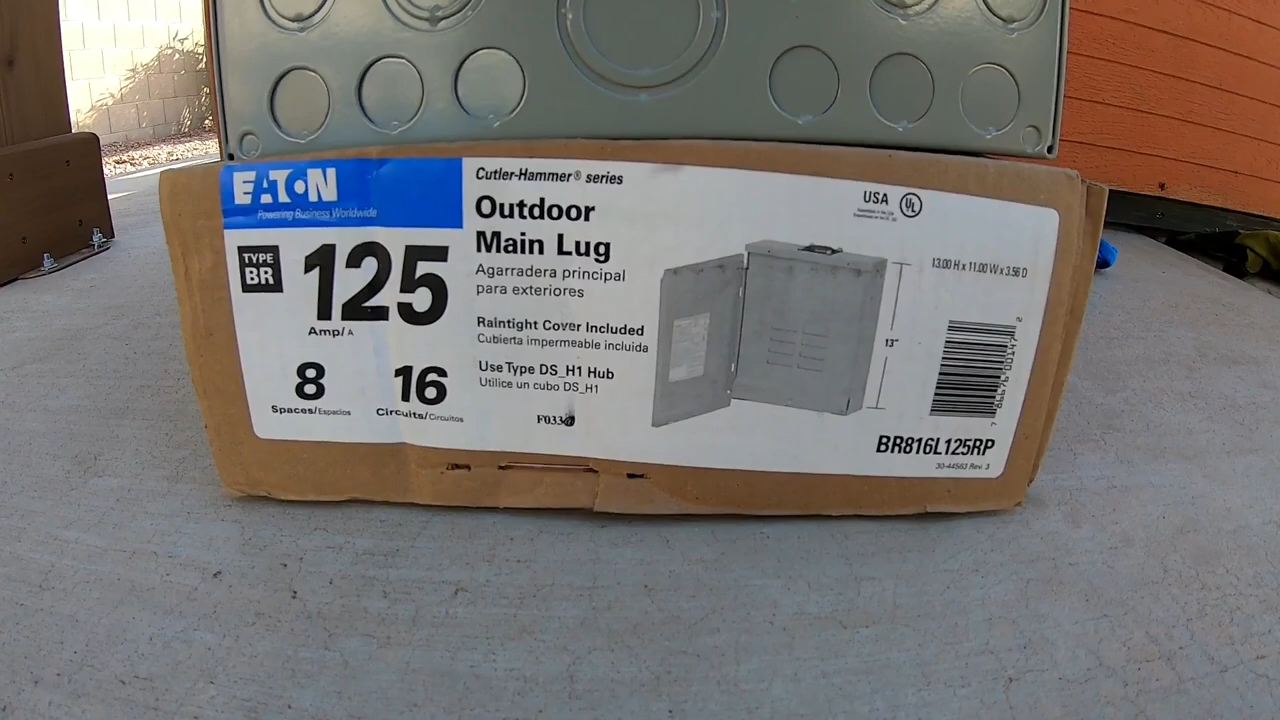 EATON
Powering Business Worldwide
TYPE
BR
125
Amp/A
8
Spaces/Espacios
16
Circuits/Circuitos
Cutler-Hammer® series
Outdoor
Main Lug
Agarradera principal
para exteriores
Raintight Cover Included
Cubierta impermeable incluida
Use Type DS_H1 Hub
Utilice un cubo DS_H1
F033
USA
UL
13.00 H x 11.00 W x 3.56 D
13"
BR816L125RP
30-44563 Rev. 3